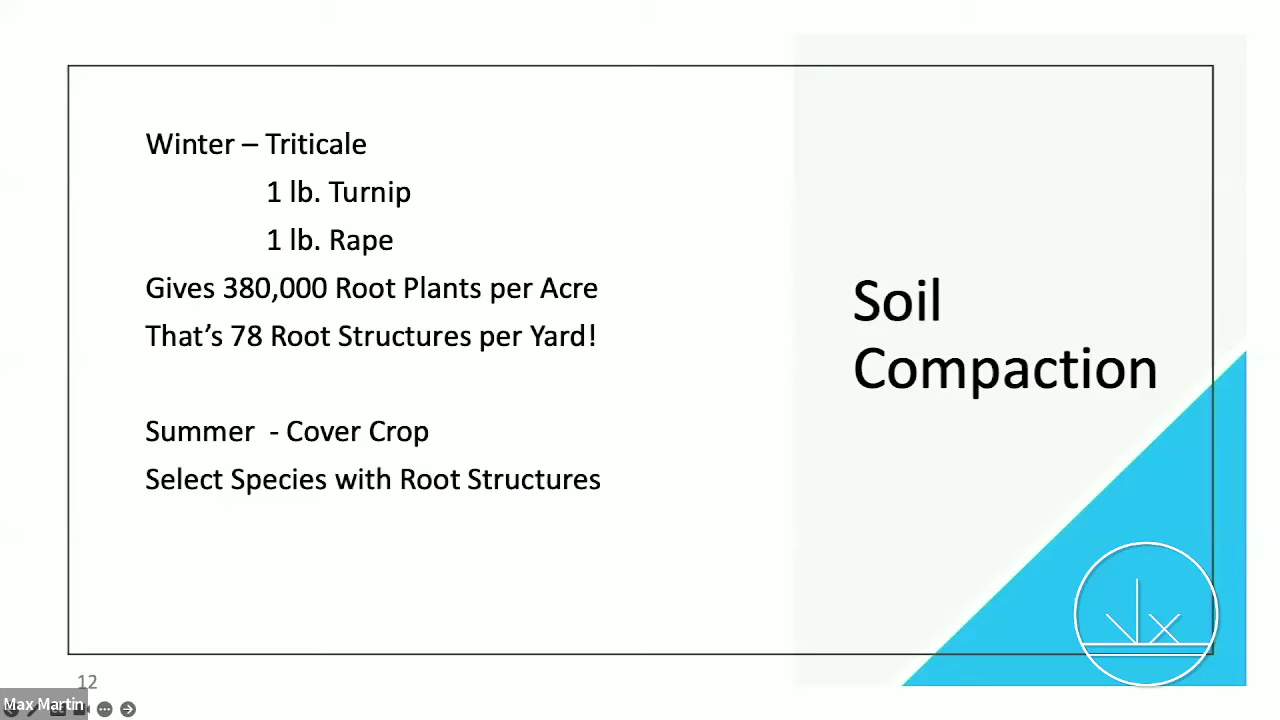 Winter – Triticale
1 lb. Turnip
1 lb. Rape
Gives 380,000 Root Plants per Acre
That's 78 Root Structures per Yard!
Summer - Cover Crop
Select Species with Root Structures
Soil
Compaction
12
Max Martin